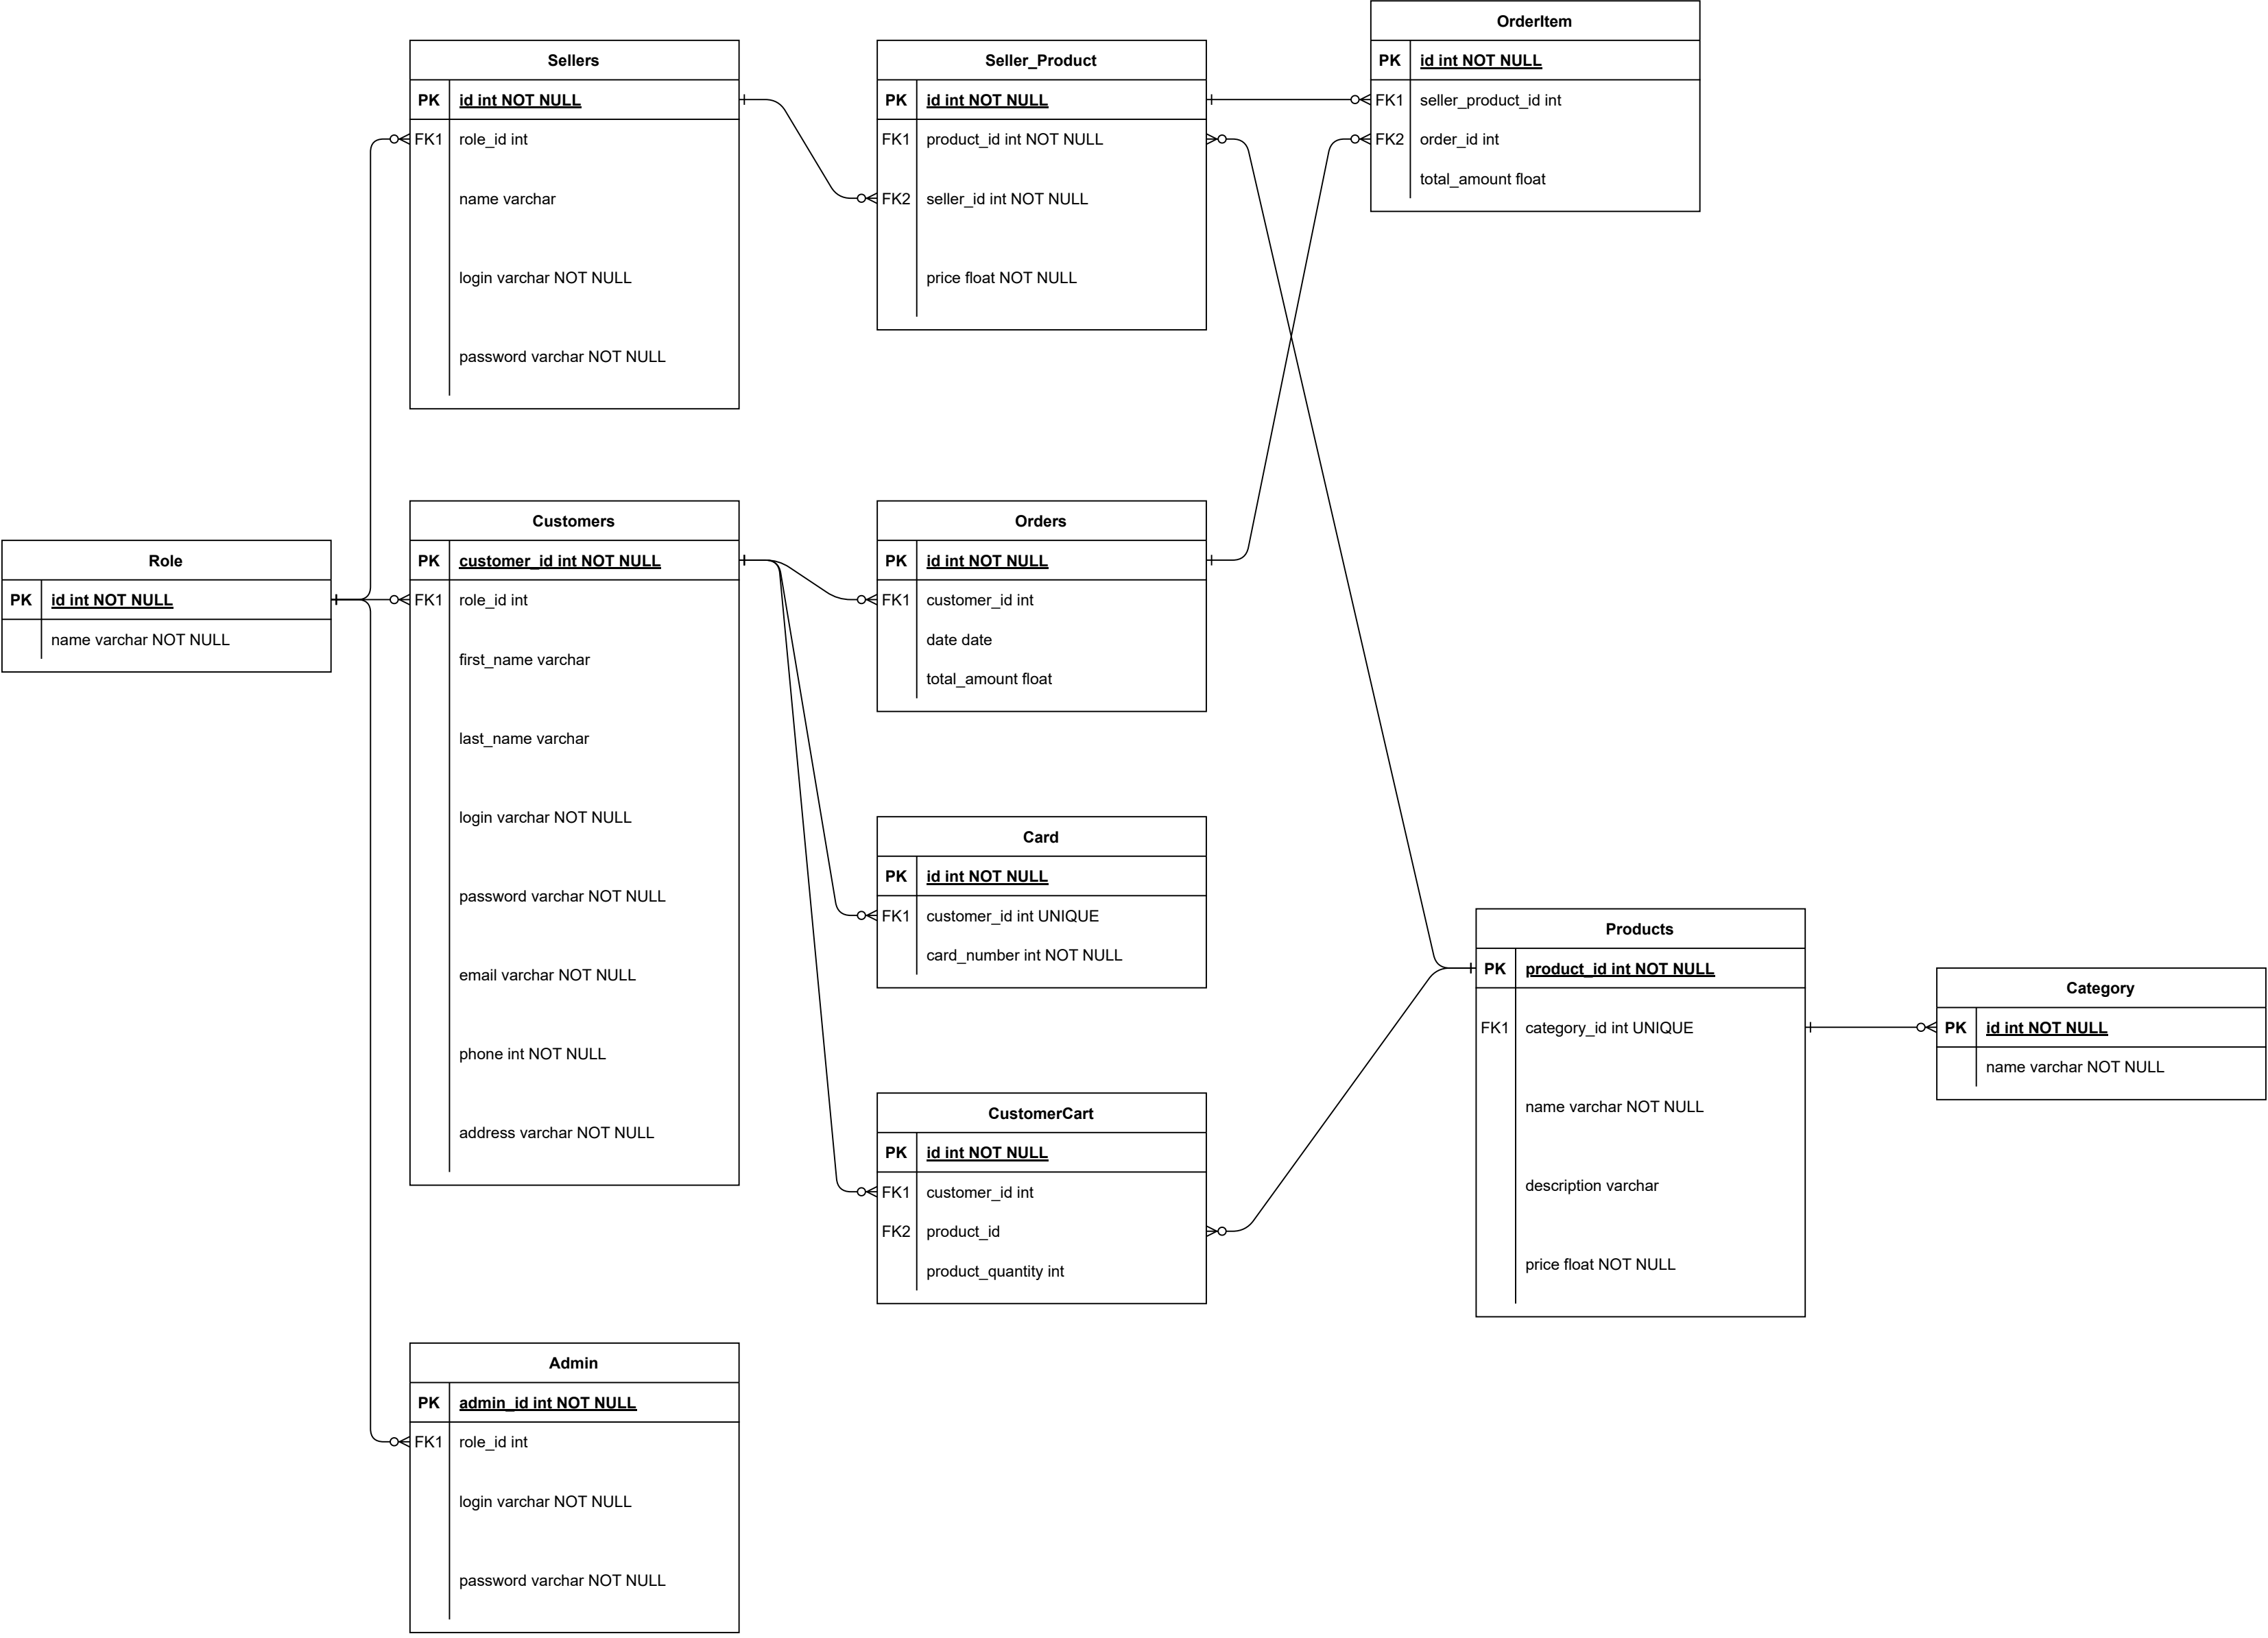 OrderItem
PK id int NOT NULL
FK1 seller_product_id int
FK2 order_id int
total_amount float
Sellers
PK id int NOT NULL
FK1 role_id int
name varchar
login varchar NOT NULL
password varchar NOT NULL
Seller_Product
PK id int NOT NULL
FK1 product_id int NOT NULL
FK2 seller_id int NOT NULL
price float NOT NULL
Role
PK id int NOT NULL
name varchar NOT NULL
Customers
PK customer_id int NOT NULL
FK1 role_id int
first_name varchar
last_name varchar
login varchar NOT NULL
password varchar NOT NULL
email varchar NOT NULL
phone int NOT NULL
address varchar NOT NULL
Orders
PK id int NOT NULL
FK1 customer_id int
date date
total_amount float
Card
PK id int NOT NULL
FK1 customer_id int UNIQUE
card_number int NOT NULL
CustomerCart
PK id int NOT NULL
FK1 customer_id int
FK2 product_id
product_quantity int
Products
PK product_id int NOT NULL
FK1 category_id int UNIQUE
name varchar NOT NULL
description varchar
price float NOT NULL
Category
PK id int NOT NULL
name varchar NOT NULL
Admin
PK admin_id int NOT NULL
FK1 role_id int
login varchar NOT NULL
password varchar NOT NULL